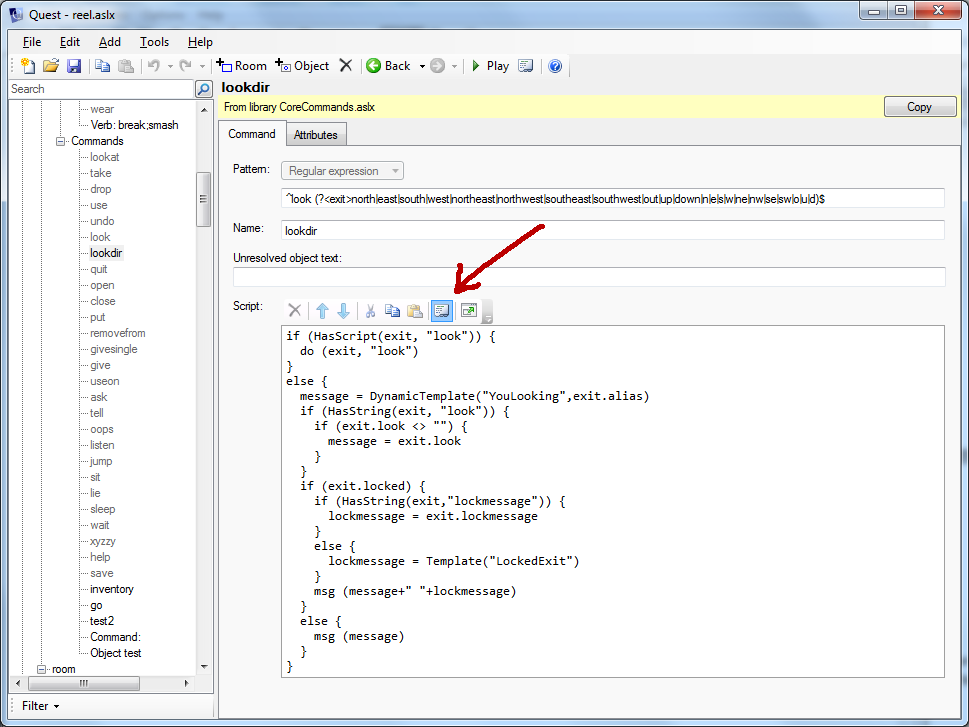 Quest - reel.aslx
File Edit Add Tools Help
Room Object Back Play
Search
wear
Verb: break;smash
Commands
lookat
take
drop
use
undo
look
lookdir
quit
open
close
put
removefrom
givesingle
give
useon
ask
tell
oops
listen
jump
sit
lie
sleep
wait
xyzzy
help
save
inventory
go
test2
Command:
Object test
room
Filter
lookdir
From library CoreCommands.aslx Copy
Command Attributes
Pattern: Regular expression
^look (?<exit>north|east|south|west|northeast|northwest|southeast|southwest|out|up|down|n|e|s|w|ne|nw|se|sw|o|u|d)$
Name: lookdir
Unresolved object text:
Script:
if (HasScript(exit, "look")) {
  do (exit, "look")
}
else {
  message = DynamicTemplate("YouLooking",exit.alias)
  if (HasString(exit, "look")) {
    if (exit.look <> "") {
      message = exit.look
    }
  }
  if (exit.locked) {
    if (HasString(exit,"lockmessage")) {
      lockmessage = exit.lockmessage
    }
    else {
      lockmessage = Template("LockedExit")
    }
    msg (message+" "+lockmessage)
  }
  else {
    msg (message)
  }
}